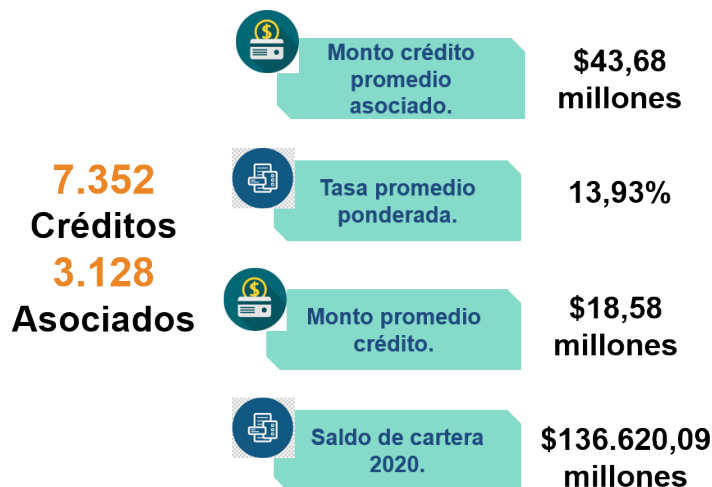 7.352
Créditos
3.128
Asociados
Monto crédito
promedio
asociado.
$43,68
millones
Tasa promedio
ponderada.
13,93%
Monto promedio
crédito.
$18,58
millones
Saldo de cartera
2020.
$136.620,09
millones